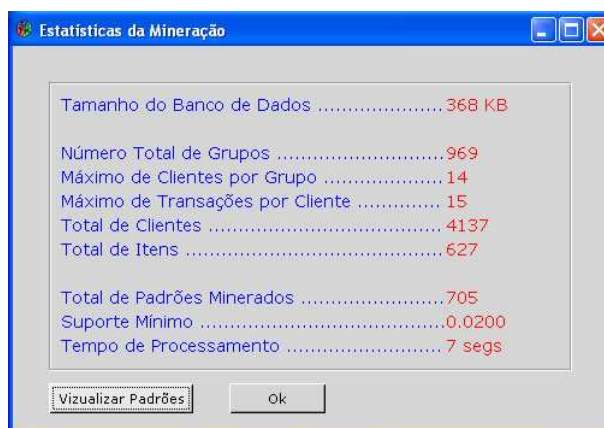 Estatísticas da Mineração
Tamanho do Banco de Dados ..................... 368 KB
Número Total de Grupos ............................ 969
Máximo de Clientes por Grupo .................... 14
Máximo de Transações por Cliente .............. 15
Total de Clientes ....................................... 4137
Total de Itens ........................................... 627
Total de Padrões Minerados ....................... 705
Suporte Mínimo .........................................0.0200
Tempo de Processamento .......................... 7 segs
Vizualizar Padrões
Ok